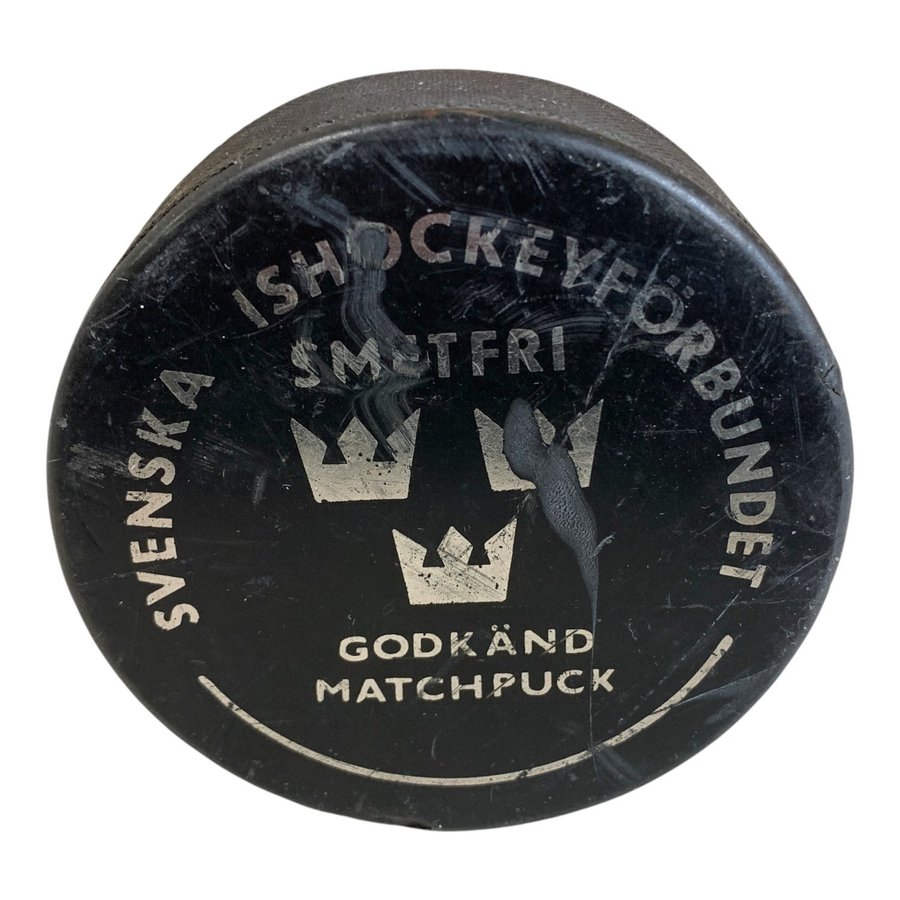 SVENSKA ISHOCKEYFÖRBUNDET
SMETFRI
GODKÄND
MATCHPUCK